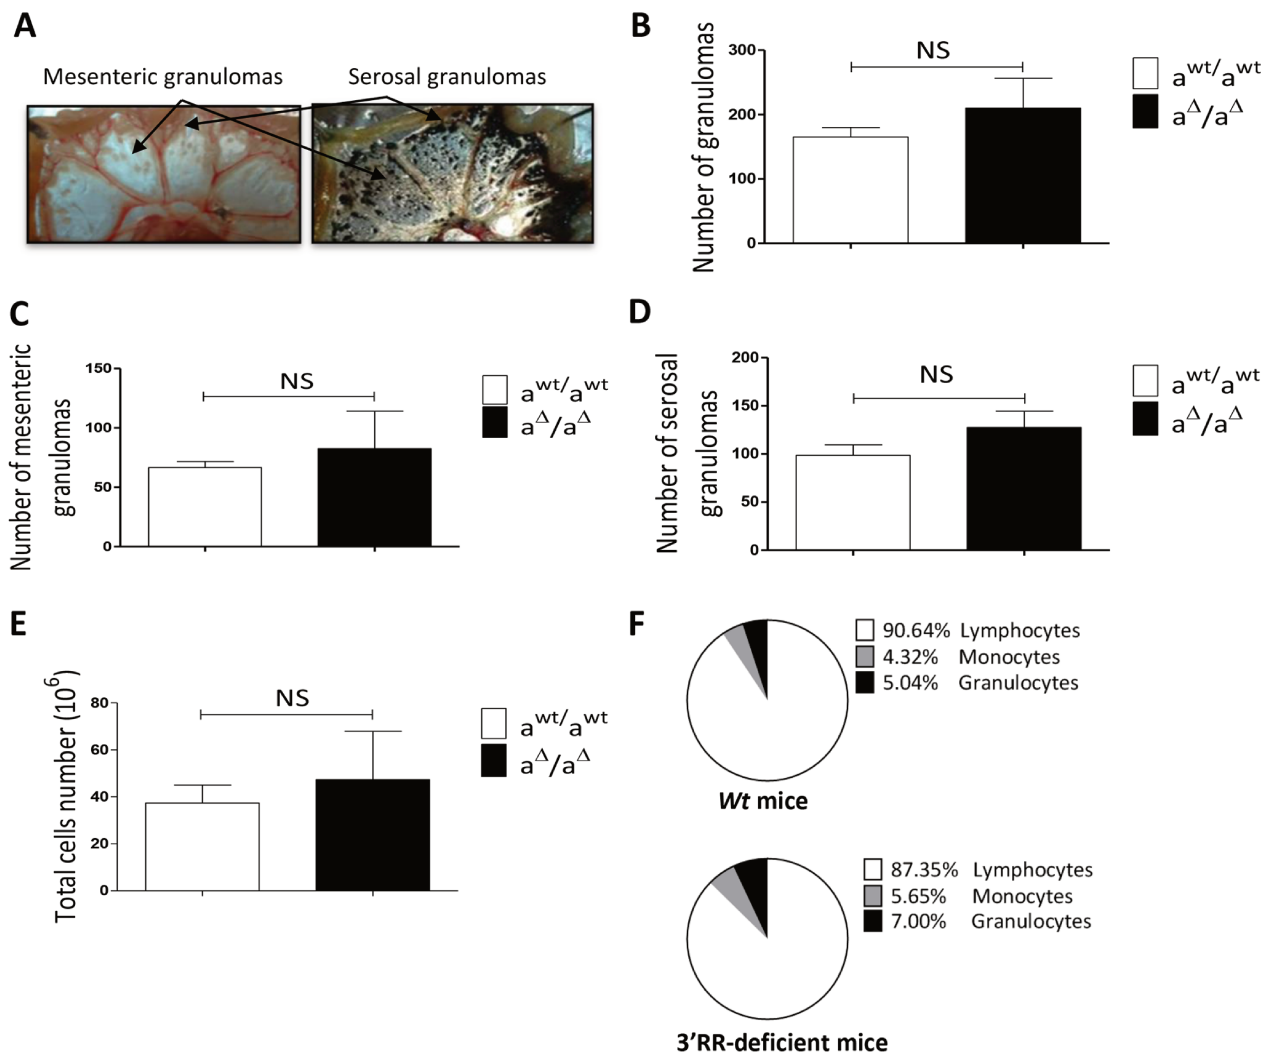 A
Mesenteric granulomas
Serosal granulomas
B
Number of granulomas
300
200
100
0
NS
a^wt/a^wt
a^Δ/a^Δ
C
Number of mesenteric
granulomas
150
100
50
0
NS
a^wt/a^wt
a^Δ/a^Δ
D
Number of serosal
granulomas
200
150
100
50
0
NS
a^wt/a^wt
a^Δ/a^Δ
E
Total cells number (10^6)
80
60
40
20
0
NS
a^wt/a^wt
a^Δ/a^Δ
F
90.64% Lymphocytes
4.32% Monocytes
5.04% Granulocytes
Wt mice
87.35% Lymphocytes
5.65% Monocytes
7.00% Granulocytes
3’RR-deficient mice